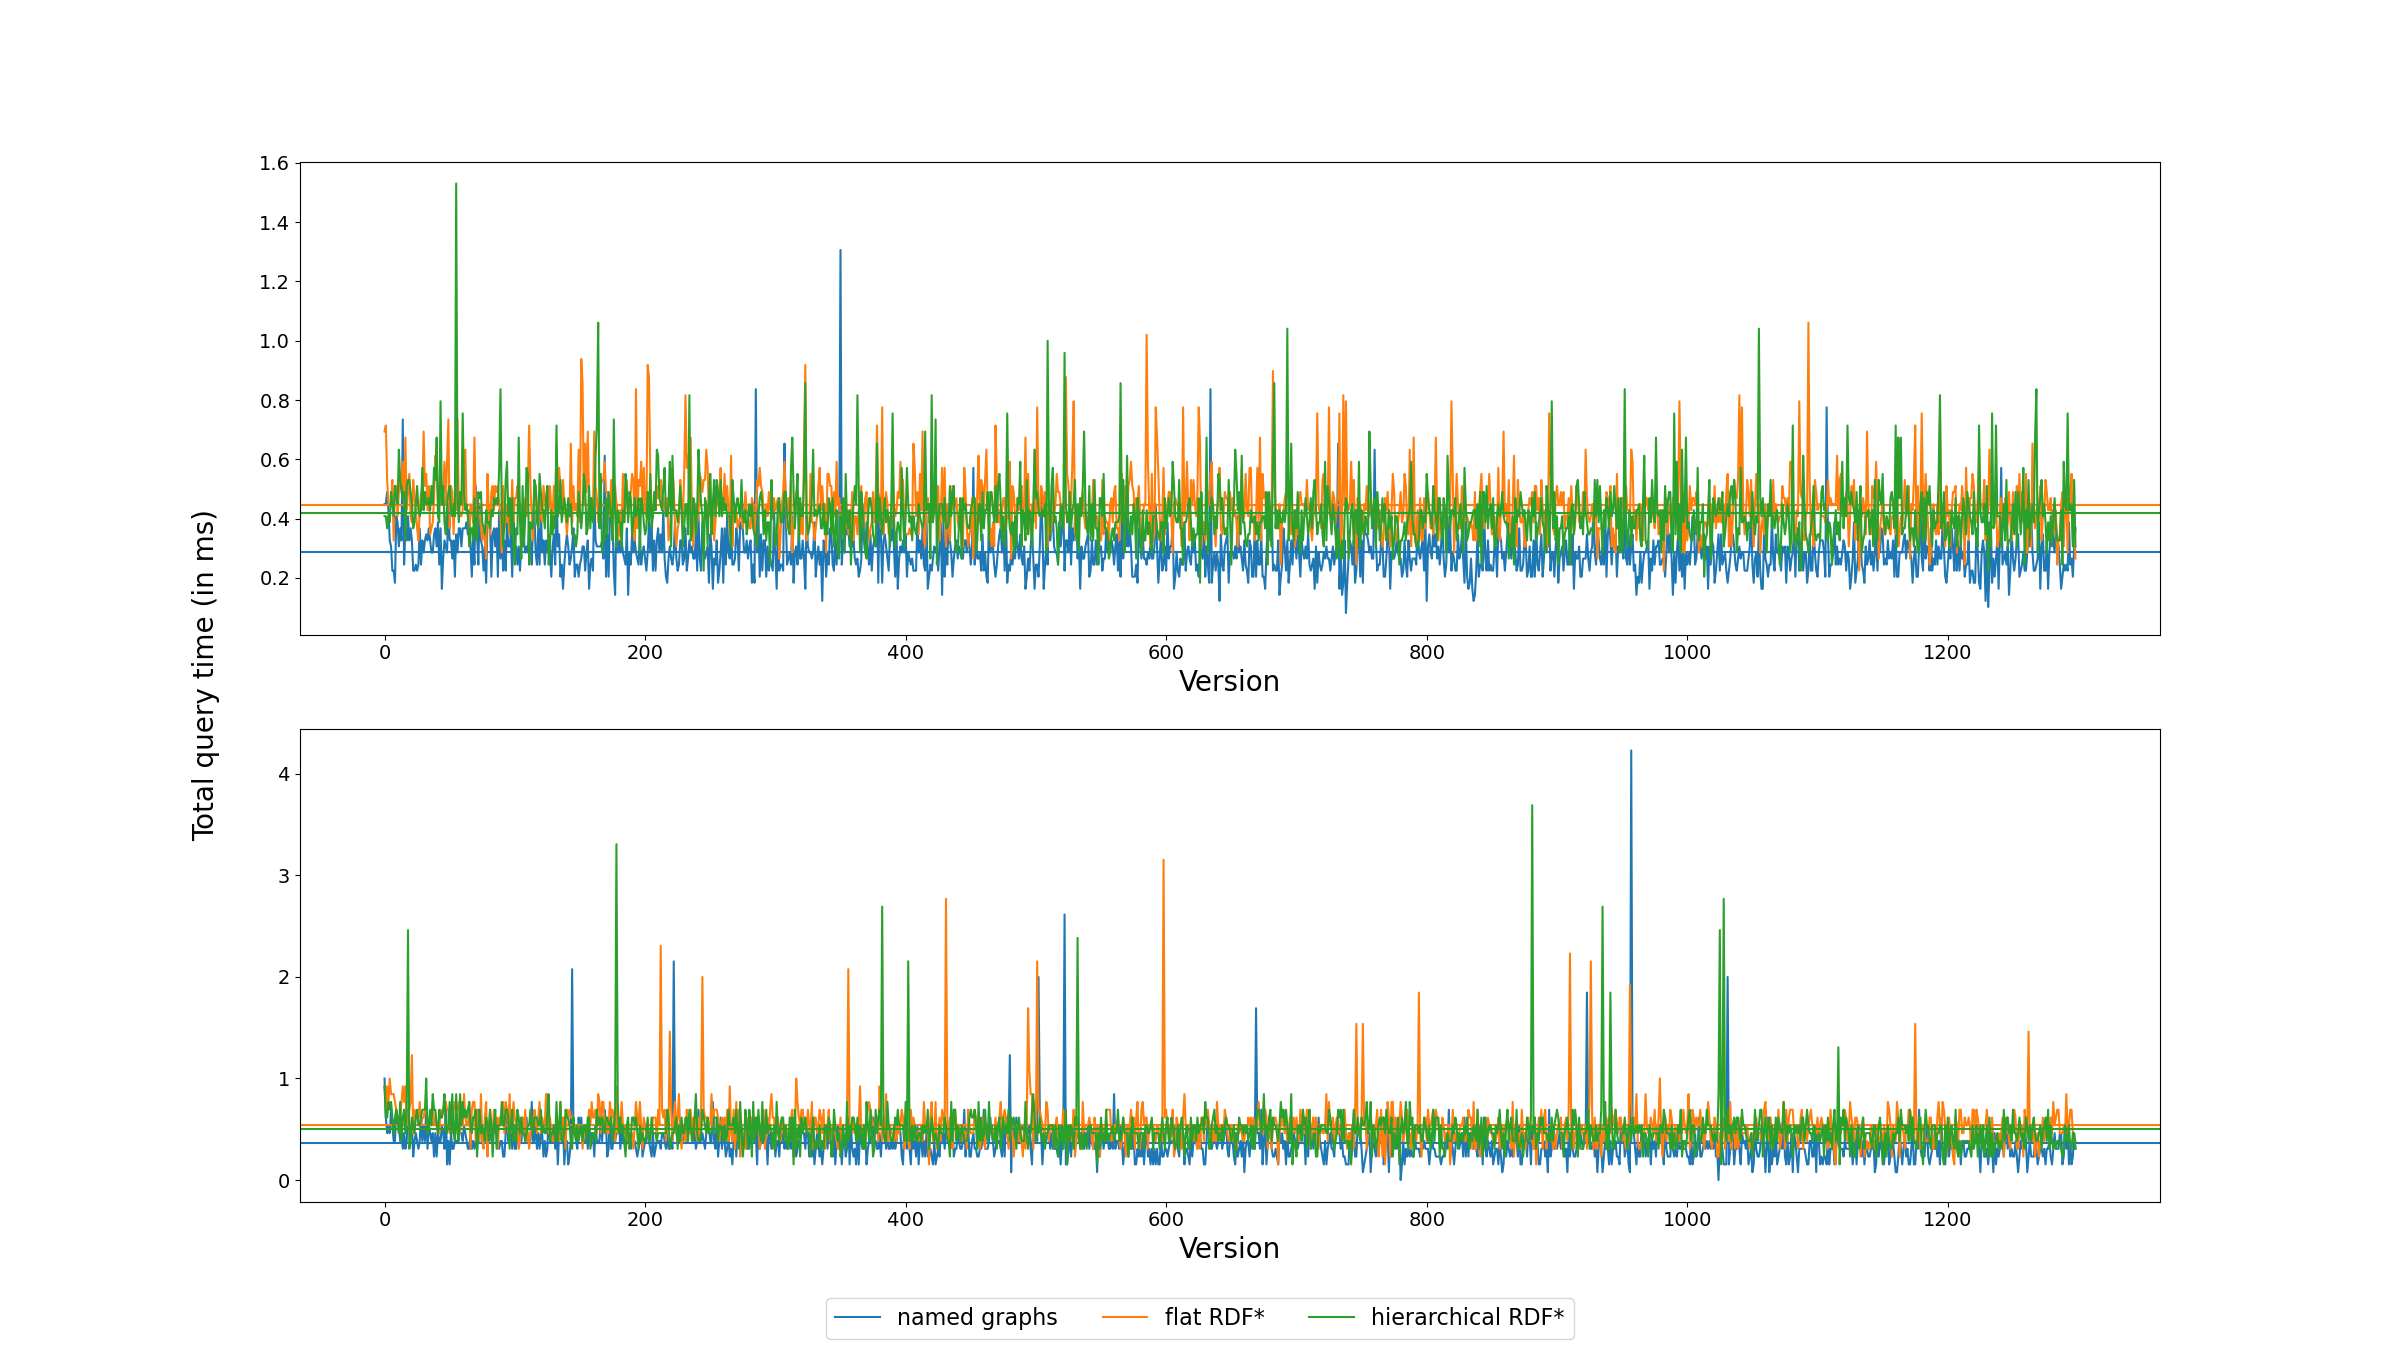 Total query time (in ms)
1.6
1.4
1.2
1.0
0.8
0.6
0.4
0.2
0 200 400 600 800 1000 1200
Version
4
3
2
1
0
0 200 400 600 800 1000 1200
Version
named graphs flat RDF* hierarchical RDF*